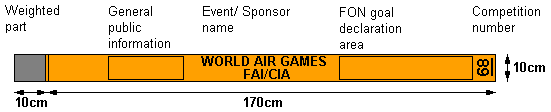 Weighted part
General public information
Event/ Sponsor name
FON goal declaration area
Competition number
WORLD AIR GAMES
FAI/CIA
68
10cm
10cm
170cm